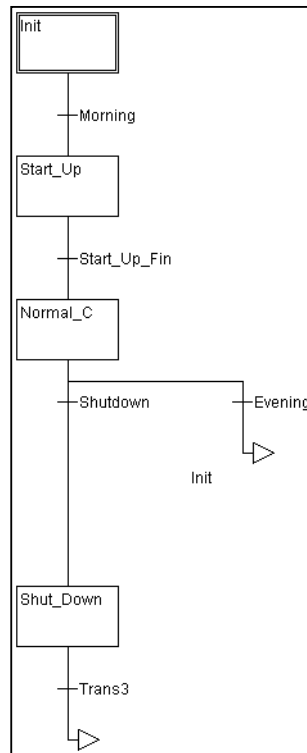 Init
Morning
Start_Up
Start_Up_Fin
Normal_C
Shutdown
Evening
Init
Shut_Down
Trans3